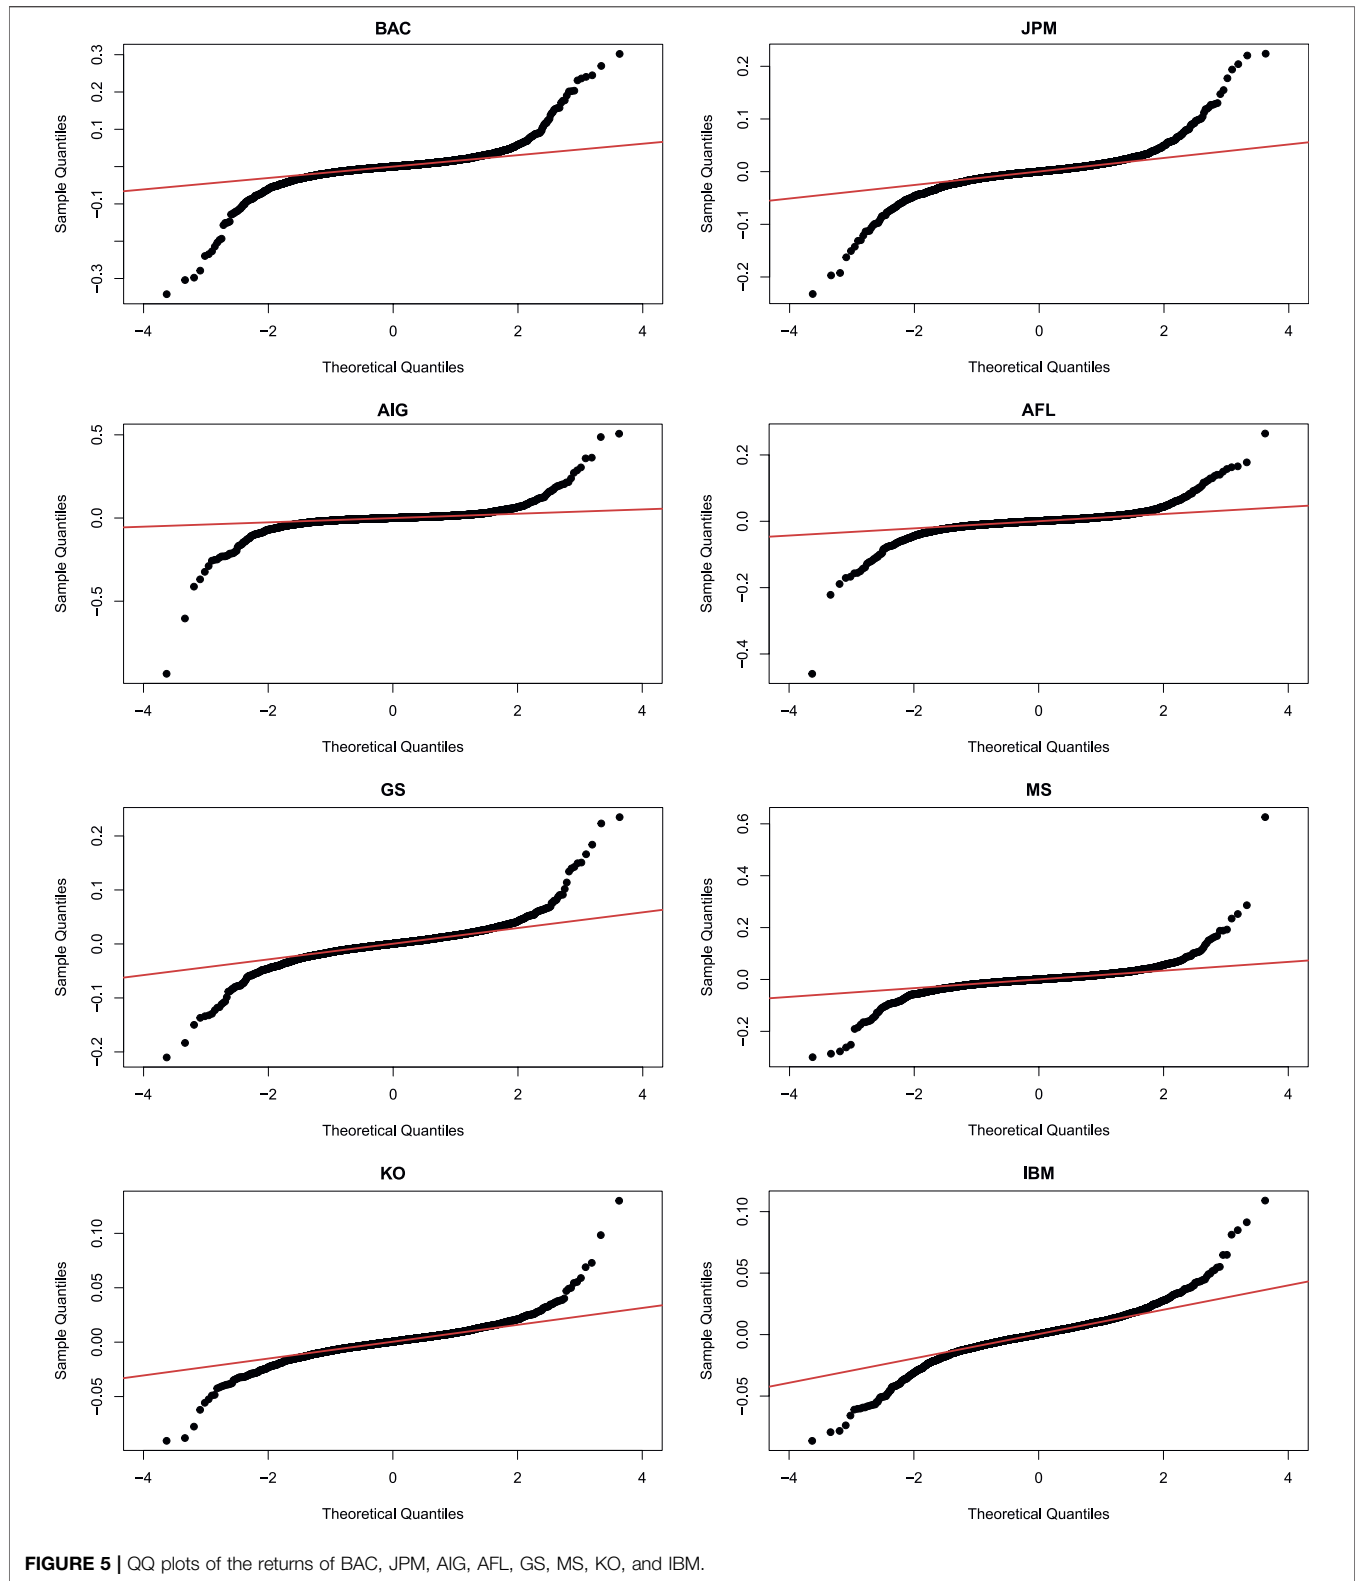 BAC
Sample Quantiles
0.3
0.1
−0.1
−0.3
−4 −2 0 2 4
Theoretical Quantiles
JPM
Sample Quantiles
0.2
0.1
0.0
−0.1
−0.2
−4 −2 0 2 4
Theoretical Quantiles
AIG
Sample Quantiles
0.5
0.0
−0.5
−4 −2 0 2 4
Theoretical Quantiles
AFL
Sample Quantiles
0.2
0.0
−0.2
−0.4
−4 −2 0 2 4
Theoretical Quantiles
GS
Sample Quantiles
0.2
0.1
0.0
−0.1
−0.2
−4 −2 0 2 4
Theoretical Quantiles
MS
Sample Quantiles
0.6
0.4
0.2
0.0
−0.2
−4 −2 0 2 4
Theoretical Quantiles
KO
Sample Quantiles
0.10
0.05
0.00
−0.05
−4 −2 0 2 4
Theoretical Quantiles
IBM
Sample Quantiles
0.10
0.05
0.00
−0.05
−4 −2 0 2 4
Theoretical Quantiles
FIGURE 5 | QQ plots of the returns of BAC, JPM, AIG, AFL, GS, MS, KO, and IBM.